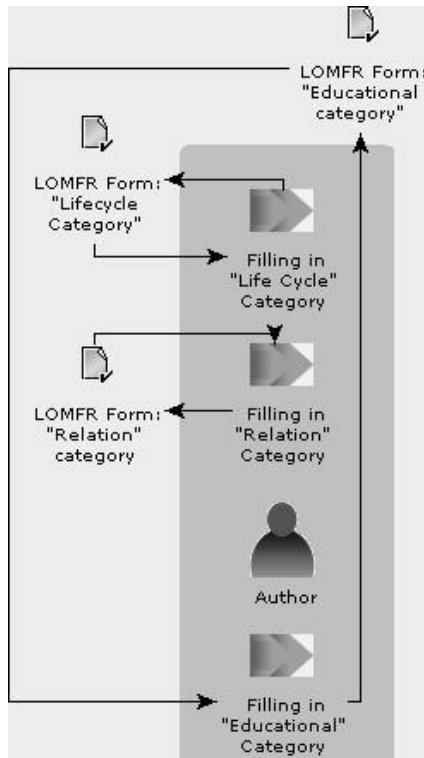 LOMFR Form:
"Educational
category"
LOMFR Form:
"Lifecycle
Category"
Filling in
"Life Cycle"
Category
LOMFR Form:
"Relation"
category
Filling in
"Relation"
Category
Author
Filling in
"Educational"
Category